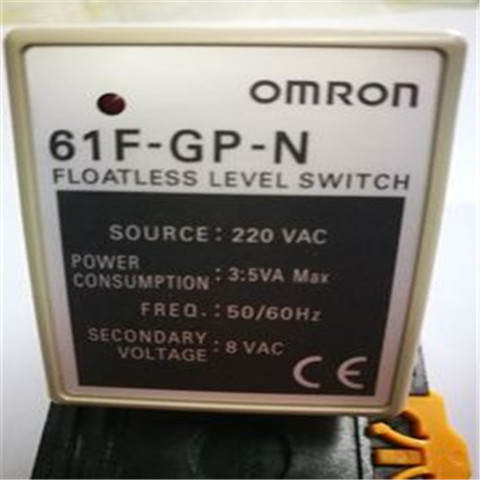 OMRON
61F-GP-N
FLOATLESS LEVEL SWITCH
SOURCE: 220 VAC
POWER
CONSUMPTION: 3.5VA Max
FREQ.: 50/60Hz
SECONDARY
VOLTAGE: 8 VAC
CE